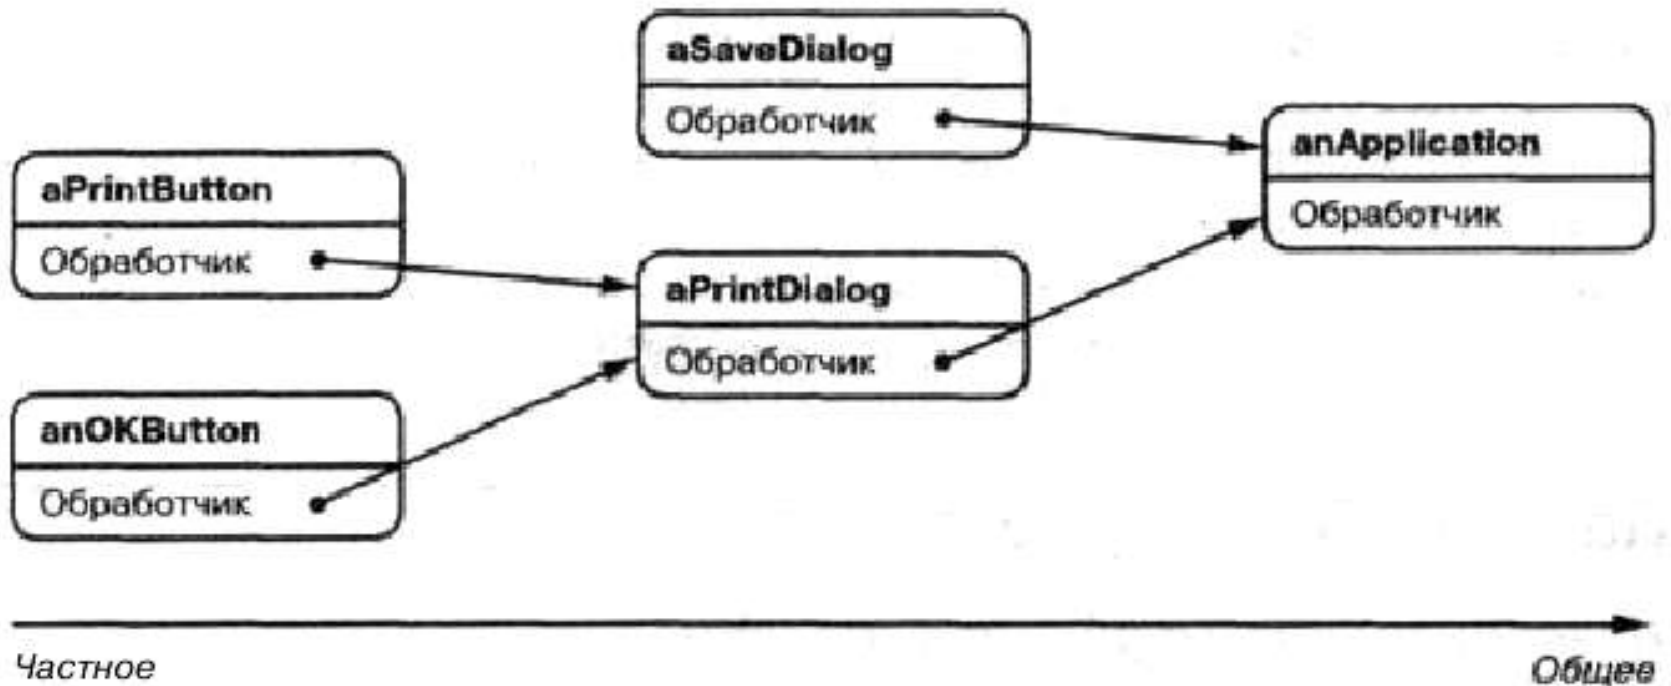 aSaveDialog
Обработчик
anApplication
Обработчик
aPrintButton
Обработчик
aPrintDialog
Обработчик
anOKButton
Обработчик
Частное
Общее